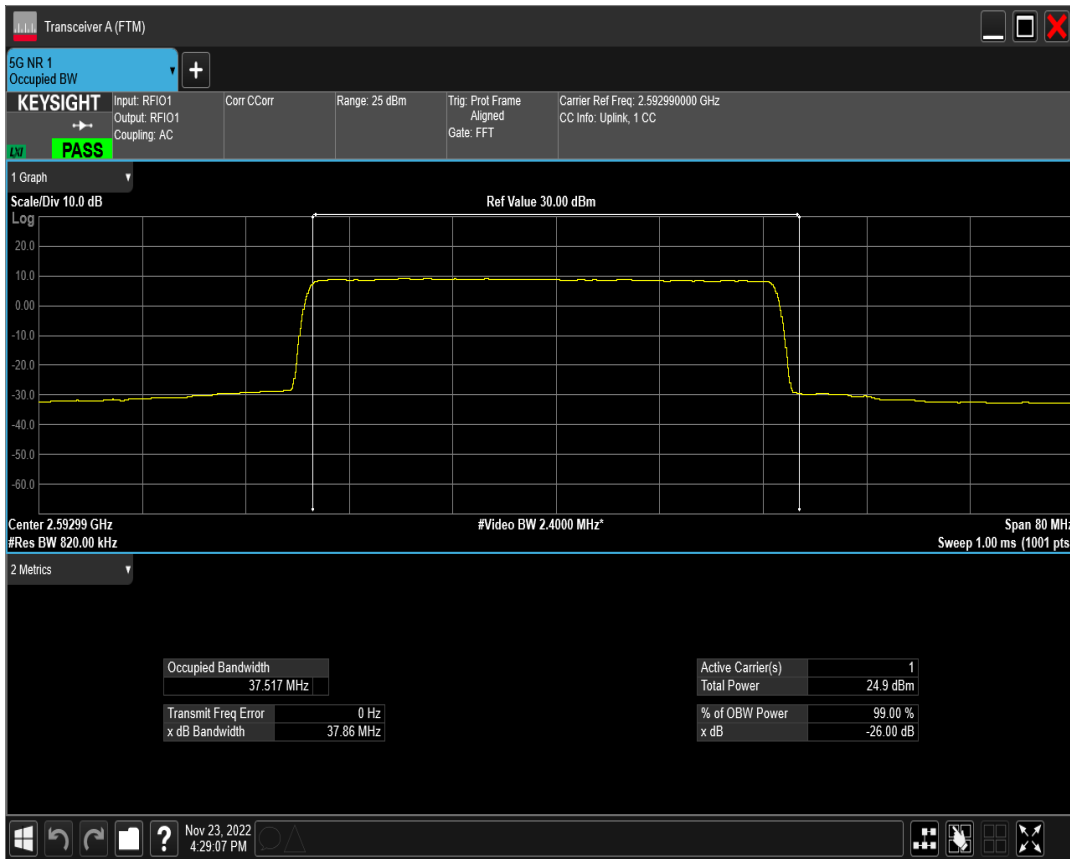 Transceiver A (FTM)
5G NR 1
Occupied BW
+
KEYSIGHT
LXI
PASS
Input: RFIO1
Output: RFIO1
Coupling: AC
Corr CCorr
Range: 25 dBm
Trig: Prot Frame
Aligned
Gate: FFT
Carrier Ref Freq: 2.592990000 GHz
CC Info: Uplink, 1 CC
1 Graph
Scale/Div 10.0 dB
Ref Value 30.00 dBm
Log
20.0
10.0
0.00
-10.0
-20.0
-30.0
-40.0
-50.0
-60.0
Center 2.59299 GHz
#Video BW 2.4000 MHz*
Span 80 MHz
#Res BW 820.00 kHz
Sweep 1.00 ms (1001 pts
2 Metrics
Occupied Bandwidth
37.517 MHz
Transmit Freq Error 0 Hz
x dB Bandwidth 37.86 MHz
Active Carrier(s) 1
Total Power 24.9 dBm
% of OBW Power 99.00 %
x dB -26.00 dB
?
Nov 23, 2022
4:29:07 PM